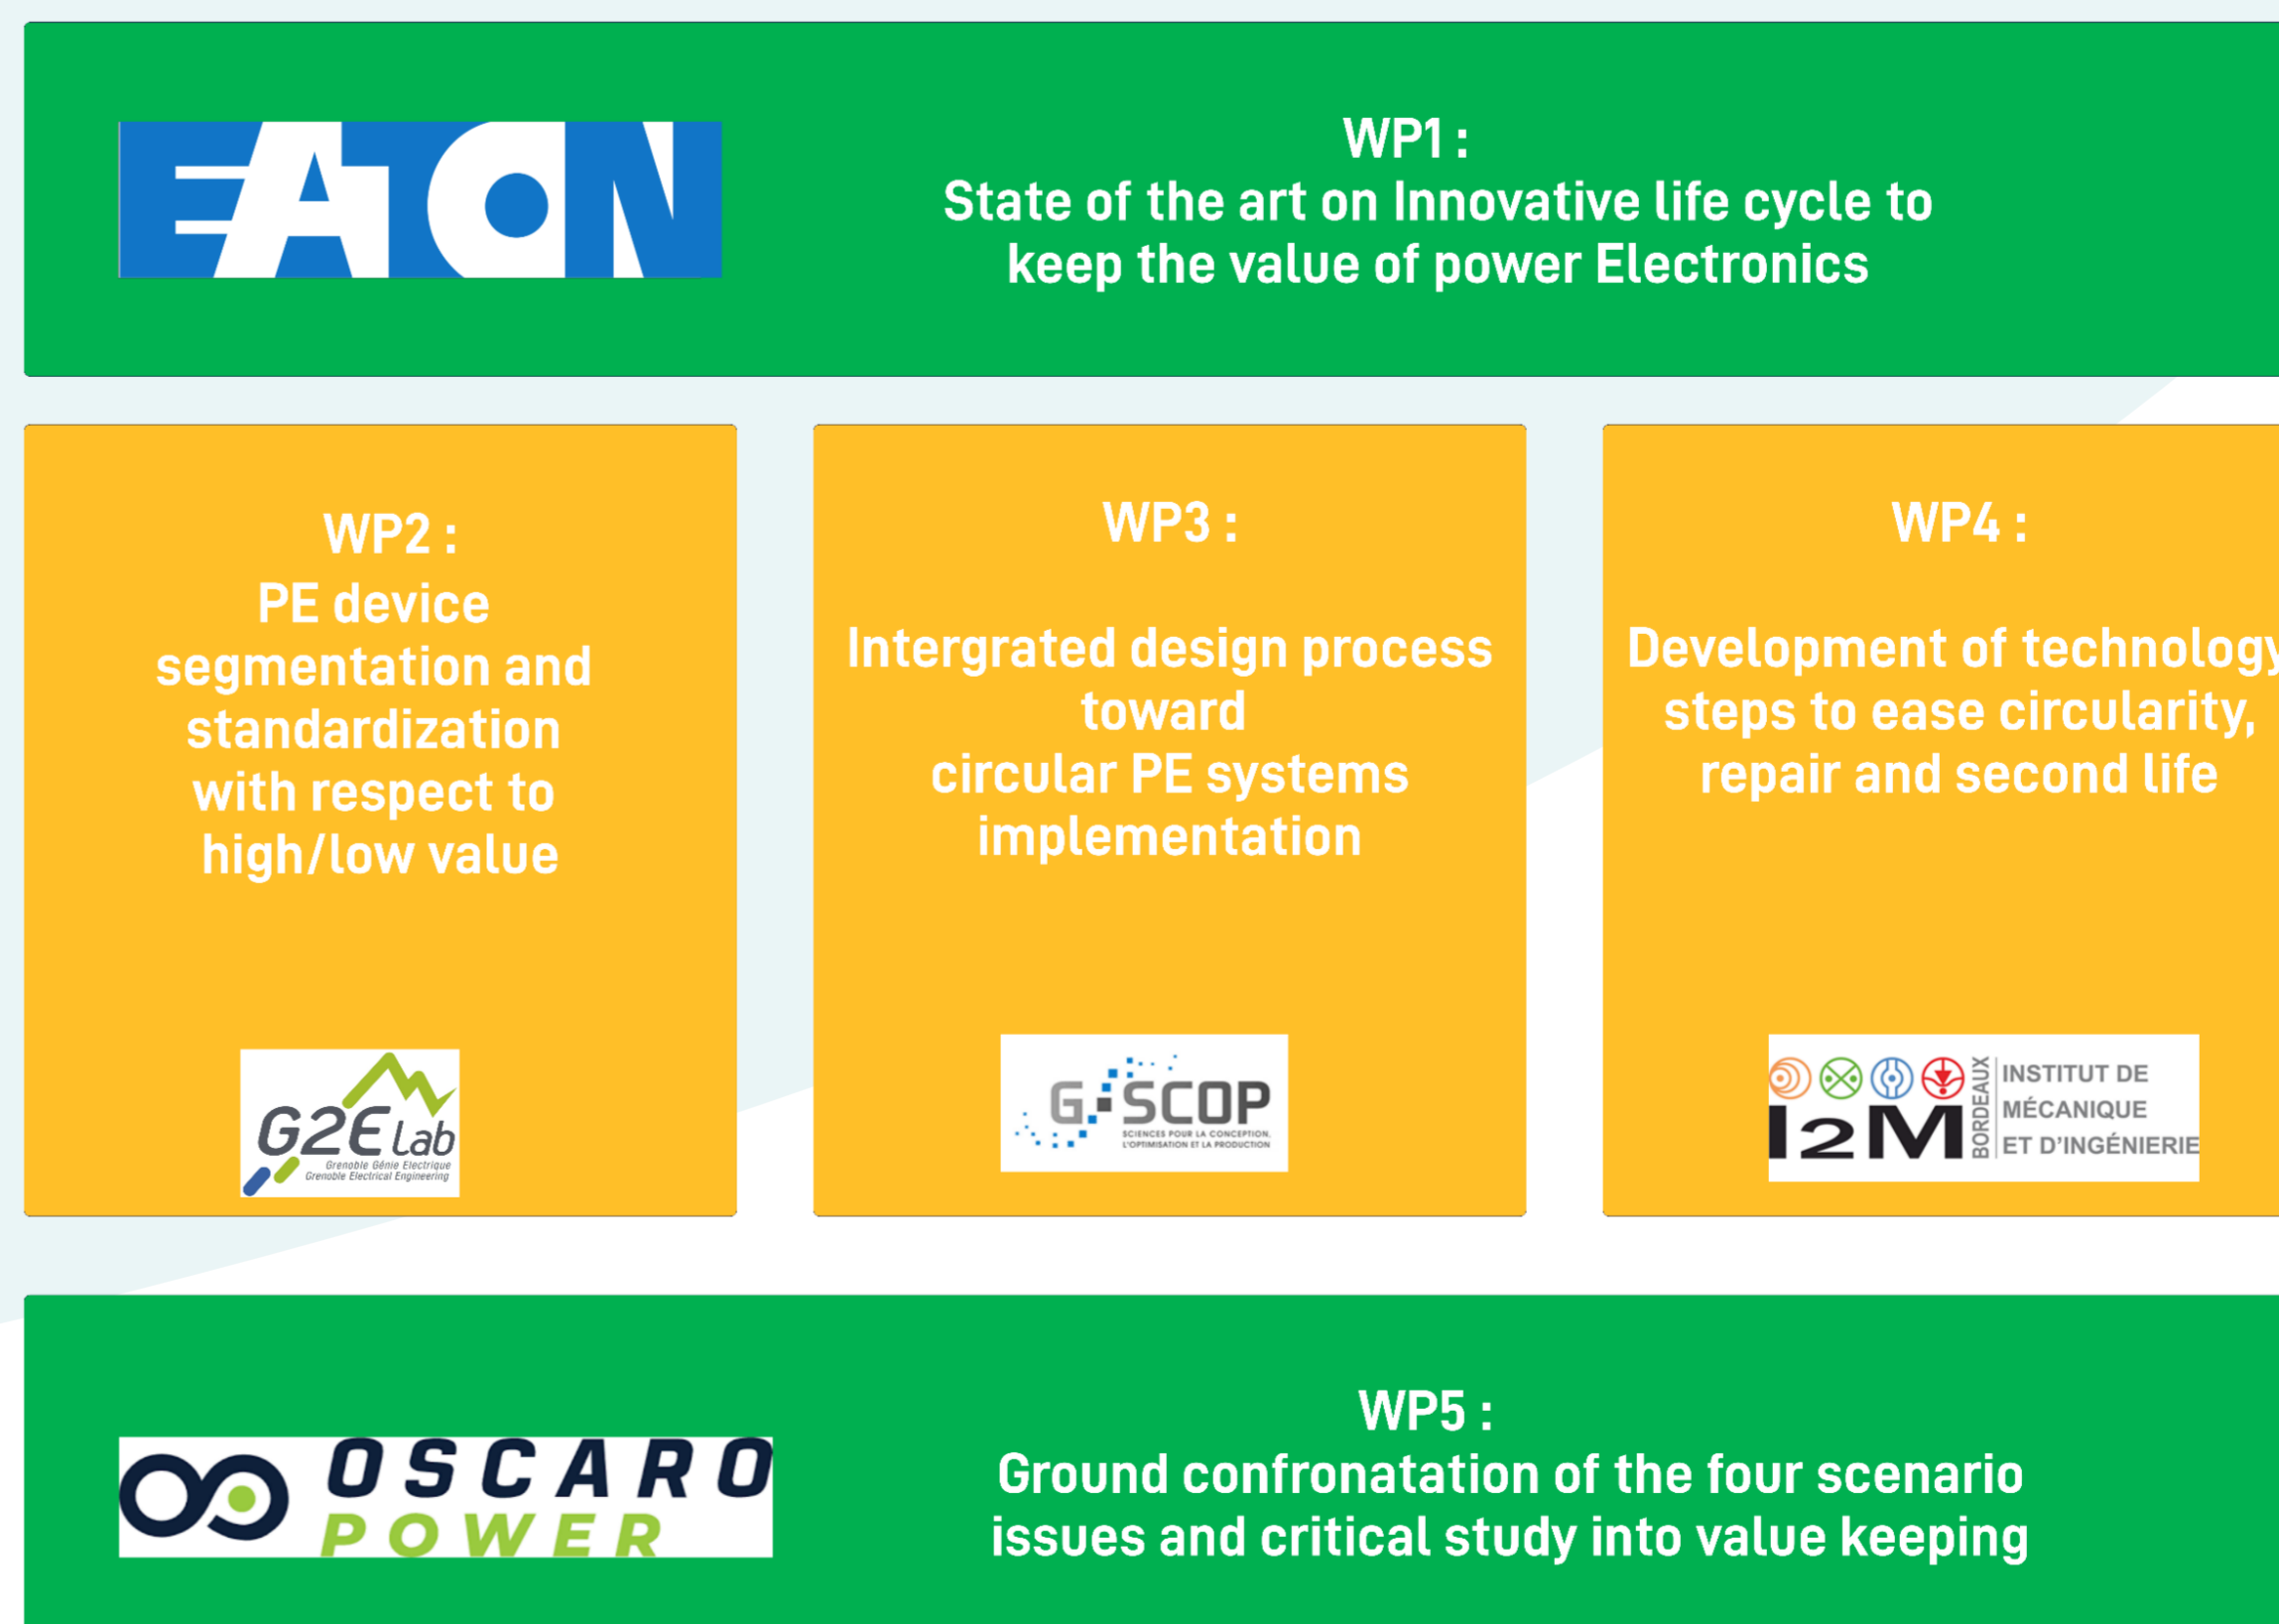 EATON
WP1 :
State of the art on Innovative life cycle to
keep the value of power Electronics
WP2 :
PE device
segmentation and
standardization
with respect to
high/low value
G2Elab
Grenoble Génie Electrique
Grenoble Electrical Engineering
WP3 :
Intergrated design process
toward
circular PE systems
implementation
G-SCOP
SCIENCES POUR LA CONCEPTION,
L'OPTIMISATION ET LA PRODUCTION
WP4 :
Development of technology
steps to ease circularity,
repair and second life
I2M
BORDEAUX
INSTITUT DE
MÉCANIQUE
ET D'INGÉNIERIE
OSCARO
POWER
WP5 :
Ground confronatation of the four scenario
issues and critical study into value keeping